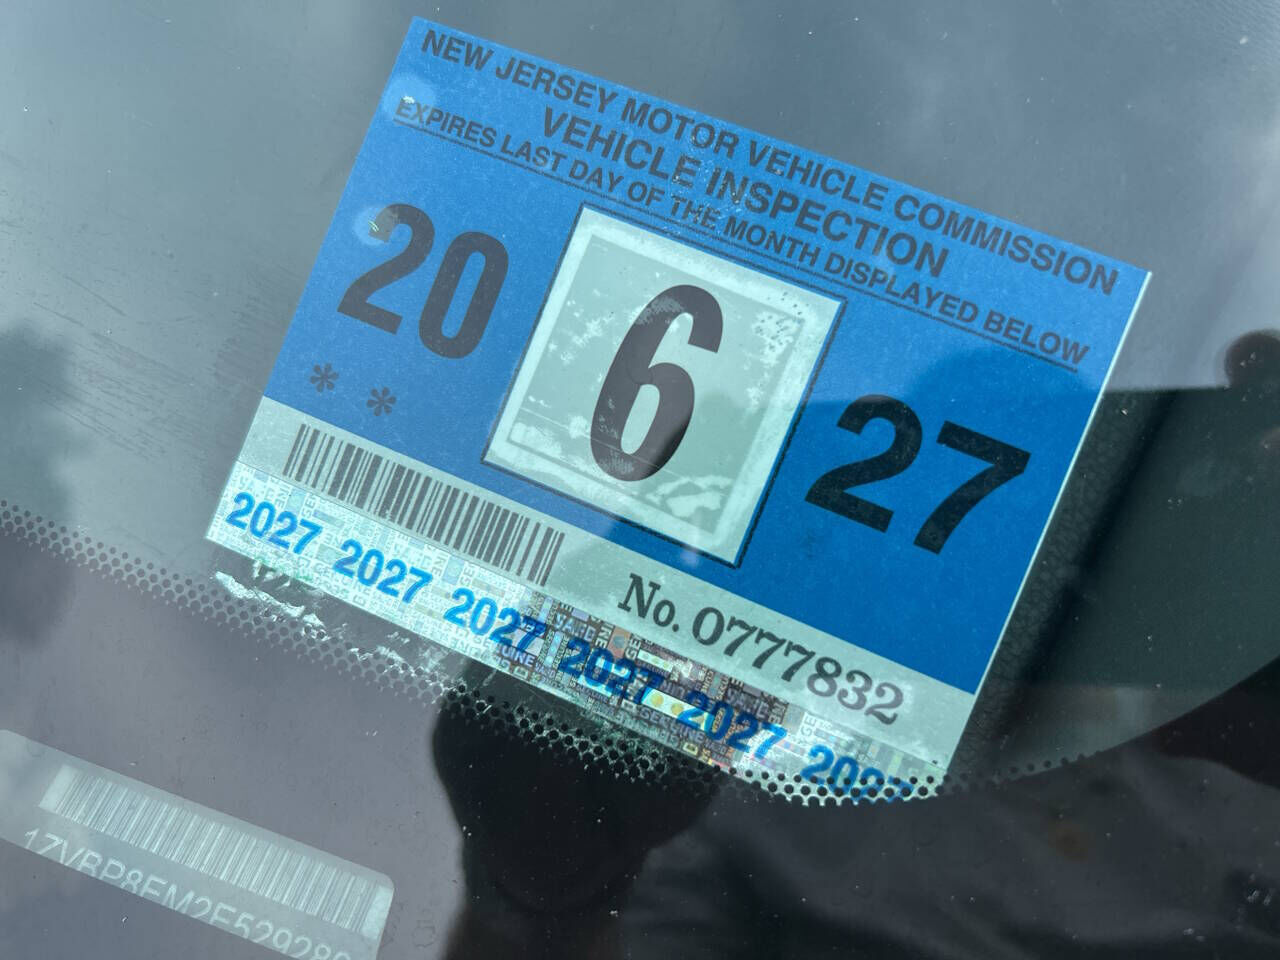 NEW JERSEY MOTOR VEHICLE COMMISSION
VEHICLE INSPECTION
EXPIRES LAST DAY OF THE MONTH DISPLAYED BELOW
20 6 27
**
No. 0777832
2027 2027 2027 2027 2027 2027